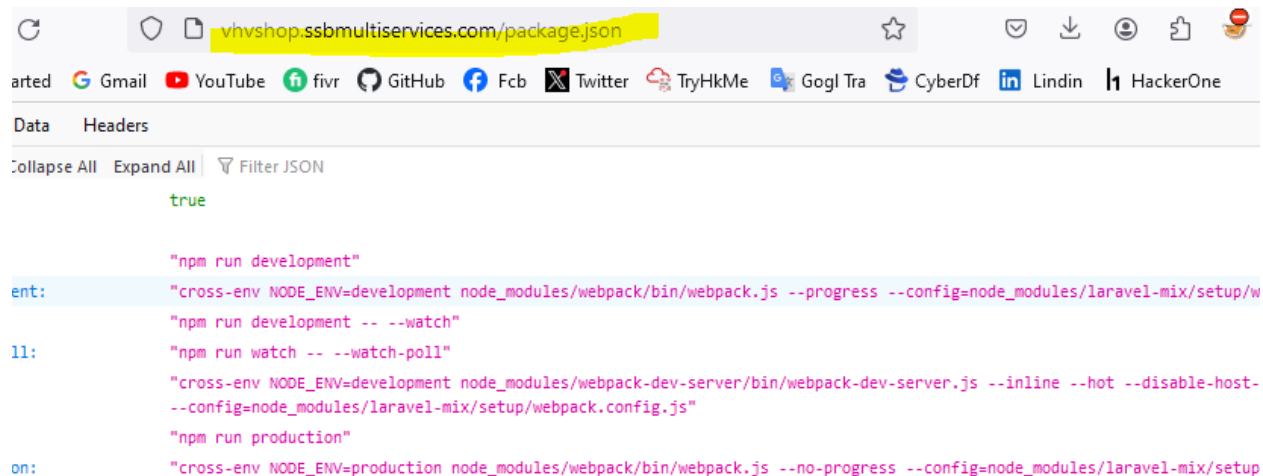 vhvshop.ssbmultiservices.com/package.json
arted Gmail YouTube fivr GitHub Fcb Twitter TryHkMe Gogl Tra CyberDf Lindin HackerOne
Data Headers
Collapse All Expand All Filter JSON
true
"npm run development"
ent: "cross-env NODE_ENV=development node_modules/webpack/bin/webpack.js --progress --config=node_modules/laravel-mix/setup/w
"npm run development -- --watch"
ll: "npm run watch -- --watch-poll"
"cross-env NODE_ENV=development node_modules/webpack-dev-server/bin/webpack-dev-server.js --inline --hot --disable-host-
--config=node_modules/laravel-mix/setup/webpack.config.js"
"npm run production"
on: "cross-env NODE_ENV=production node_modules/webpack/bin/webpack.js --no-progress --config=node_modules/laravel-mix/setup